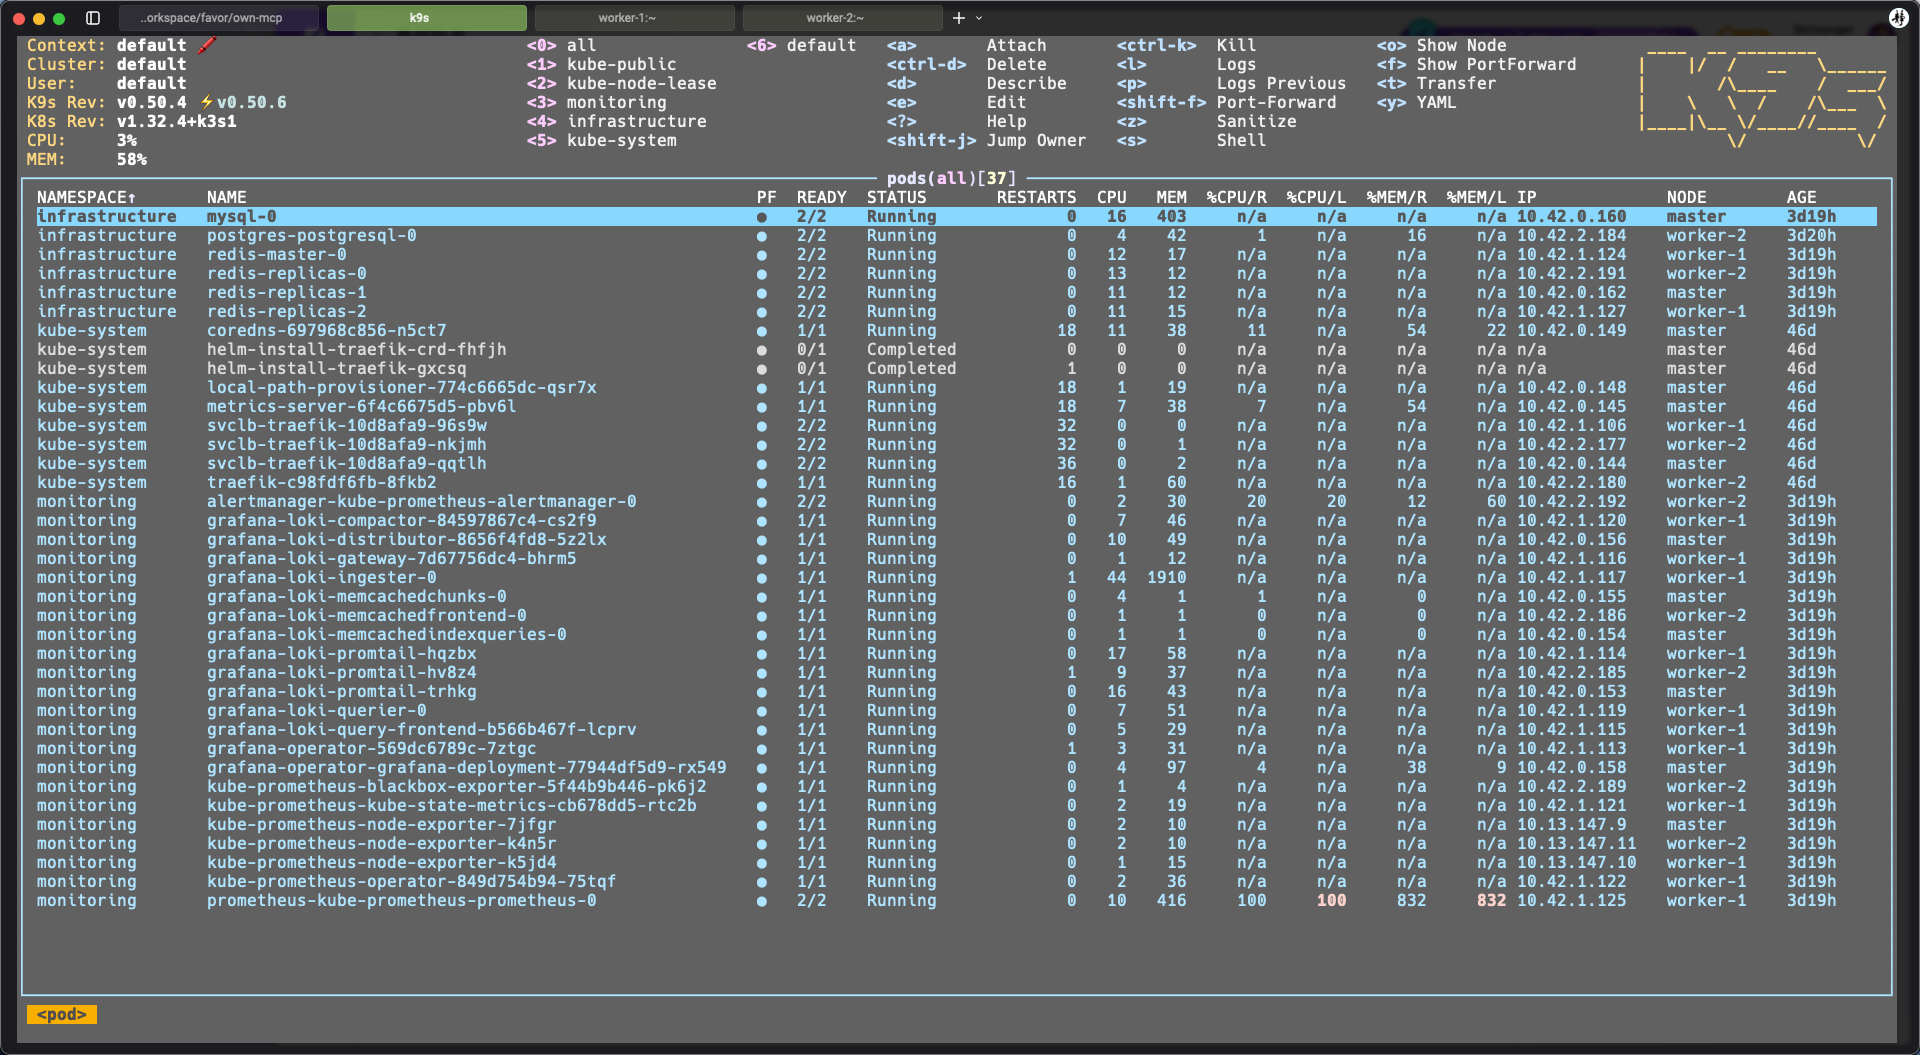 ..orkspace/favor/own-mcp k9s worker-1:~ worker-2:~ +
Context: default <0> all <6> default <a> Attach <ctrl-k> Kill <o> Show Node
Cluster: default <1> kube-public <ctrl-d> Delete <l> Logs <f> Show PortForward
User: default <2> kube-node-lease <d> Describe <p> Logs Previous <t> Transfer
K9s Rev: v0.50.4 ⚡v0.50.6 <3> monitoring <e> Edit <shift-f> Port-Forward <y> YAML
K8s Rev: v1.32.4+k3s1 <4> infrastructure <?> Help <z> Sanitize
CPU: 3% <5> kube-system <shift-j> Jump Owner <s> Shell
MEM: 58%
pods(all)[37]
NAMESPACE↑ NAME PF READY STATUS RESTARTS CPU MEM %CPU/R %CPU/L %MEM/R %MEM/L IP NODE AGE
infrastructure mysql-0 ● 2/2 Running 0 16 403 n/a n/a n/a n/a 10.42.0.160 master 3d19h
infrastructure postgres-postgresql-0 ● 2/2 Running 0 4 42 1 n/a 16 n/a 10.42.2.184 worker-2 3d20h
infrastructure redis-master-0 ● 2/2 Running 0 12 17 n/a n/a n/a n/a 10.42.1.124 worker-1 3d19h
infrastructure redis-replicas-0 ● 2/2 Running 0 13 12 n/a n/a n/a n/a 10.42.2.191 worker-2 3d19h
infrastructure redis-replicas-1 ● 2/2 Running 0 11 12 n/a n/a n/a n/a 10.42.0.162 master 3d19h
infrastructure redis-replicas-2 ● 2/2 Running 0 11 15 n/a n/a n/a n/a 10.42.1.127 worker-1 3d19h
kube-system coredns-697968c856-n5ct7 ● 1/1 Running 18 11 38 11 n/a 54 22 10.42.0.149 master 46d
kube-system helm-install-traefik-crd-fhfjh ● 0/1 Completed 0 0 0 n/a n/a n/a n/a n/a master 46d
kube-system helm-install-traefik-gxcsq ● 0/1 Completed 1 0 0 n/a n/a n/a n/a n/a master 46d
kube-system local-path-provisioner-774c6665dc-qsr7x ● 1/1 Running 18 1 19 n/a n/a n/a n/a 10.42.0.148 master 46d
kube-system metrics-server-6f4c6675d5-pbv6l ● 1/1 Running 18 7 38 7 n/a 54 n/a 10.42.0.145 master 46d
kube-system svclb-traefik-10d8afa9-96s9w ● 2/2 Running 32 0 0 n/a n/a n/a n/a 10.42.1.106 worker-1 46d
kube-system svclb-traefik-10d8afa9-nkjmh ● 2/2 Running 32 0 1 n/a n/a n/a n/a 10.42.2.177 worker-2 46d
kube-system svclb-traefik-10d8afa9-qqtlh ● 2/2 Running 36 0 2 n/a n/a n/a n/a 10.42.0.144 master 46d
kube-system traefik-c98fdf6fb-8fkb2 ● 1/1 Running 16 1 60 n/a n/a n/a n/a 10.42.2.180 worker-2 46d
monitoring alertmanager-kube-prometheus-alertmanager-0 ● 2/2 Running 0 2 30 20 20 12 60 10.42.2.192 worker-2 3d19h
monitoring grafana-loki-compactor-84597867c4-cs2f9 ● 1/1 Running 0 7 46 n/a n/a n/a n/a 10.42.1.120 worker-1 3d19h
monitoring grafana-loki-distributor-8656f4fd8-5z2lx ● 1/1 Running 0 10 49 n/a n/a n/a n/a 10.42.0.156 master 3d19h
monitoring grafana-loki-gateway-7d67756dc4-bhrm5 ● 1/1 Running 0 1 12 n/a n/a n/a n/a 10.42.1.116 worker-1 3d19h
monitoring grafana-loki-ingester-0 ● 1/1 Running 1 44 1910 n/a n/a n/a n/a 10.42.1.117 worker-1 3d19h
monitoring grafana-loki-memcachedchunks-0 ● 1/1 Running 0 4 1 1 n/a 0 n/a 10.42.0.155 master 3d19h
monitoring grafana-loki-memcachedfrontend-0 ● 1/1 Running 0 1 1 0 n/a 0 n/a 10.42.2.186 worker-2 3d19h
monitoring grafana-loki-memcachedindexqueries-0 ● 1/1 Running 0 1 1 0 n/a 0 n/a 10.42.0.154 master 3d19h
monitoring grafana-loki-promtail-hqzbx ● 1/1 Running 0 17 58 n/a n/a n/a n/a 10.42.1.114 worker-1 3d19h
monitoring grafana-loki-promtail-hv8z4 ● 1/1 Running 1 9 37 n/a n/a n/a n/a 10.42.2.185 worker-2 3d19h
monitoring grafana-loki-promtail-trhkg ● 1/1 Running 0 16 43 n/a n/a n/a n/a 10.42.0.153 master 3d19h
monitoring grafana-loki-querier-0 ● 1/1 Running 0 7 51 n/a n/a n/a n/a 10.42.1.119 worker-1 3d19h
monitoring grafana-loki-query-frontend-b566b467f-lcprv ● 1/1 Running 0 5 29 n/a n/a n/a n/a 10.42.1.115 worker-1 3d19h
monitoring grafana-operator-569dc6789c-7ztgc ● 1/1 Running 1 3 31 n/a n/a n/a n/a 10.42.1.113 worker-1 3d19h
monitoring grafana-operator-grafana-deployment-77944df5d9-rx549 ● 1/1 Running 0 4 97 4 n/a 38 9 10.42.0.158 master 3d19h
monitoring kube-prometheus-blackbox-exporter-5f44b9b446-pk6j2 ● 1/1 Running 0 1 4 n/a n/a n/a n/a 10.42.2.189 worker-2 3d19h
monitoring kube-prometheus-kube-state-metrics-cb678dd5-rtc2b ● 1/1 Running 0 2 19 n/a n/a n/a n/a 10.42.1.121 worker-1 3d19h
monitoring kube-prometheus-node-exporter-7jfgr ● 1/1 Running 0 2 10 n/a n/a n/a n/a 10.13.147.9 master 3d19h
monitoring kube-prometheus-node-exporter-k4n5r ● 1/1 Running 0 2 10 n/a n/a n/a n/a 10.13.147.11 worker-2 3d19h
monitoring kube-prometheus-node-exporter-k5jd4 ● 1/1 Running 0 1 15 n/a n/a n/a n/a 10.13.147.10 worker-1 3d19h
monitoring kube-prometheus-operator-849d754b94-75tqf ● 1/1 Running 0 2 36 n/a n/a n/a n/a 10.42.1.122 worker-1 3d19h
monitoring prometheus-kube-prometheus-prometheus-0 ● 2/2 Running 0 10 416 100 100 832 832 10.42.1.125 worker-1 3d19h
<pod>